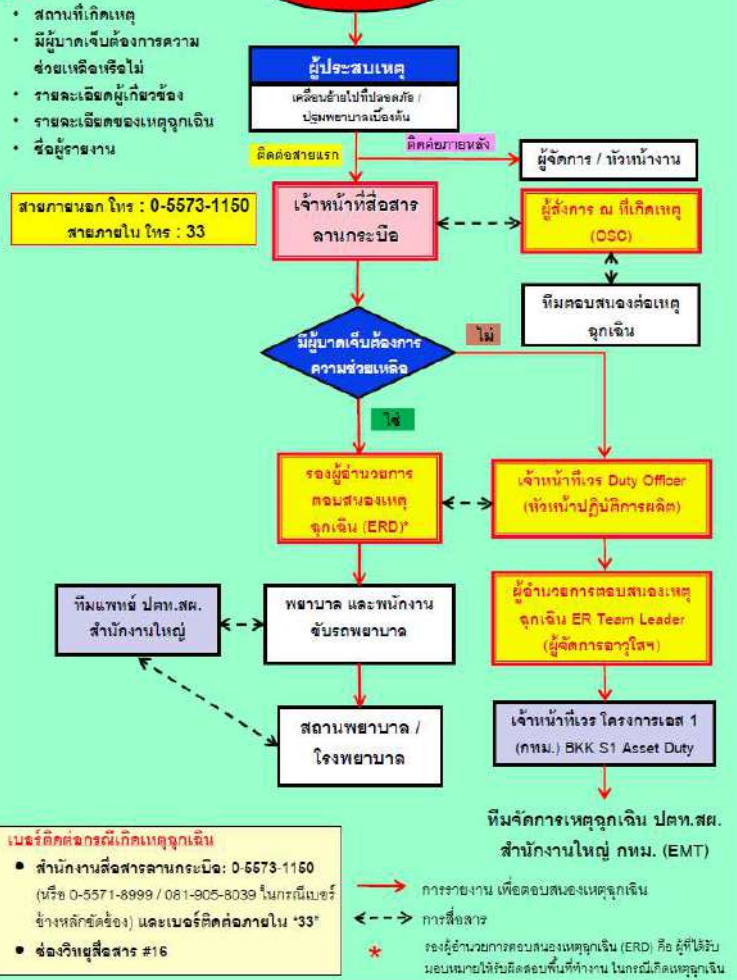 • สถานที่เกิดเหตุ
• มีผู้บาดเจ็บต้องการความ
ช่วยเหลือหรือไม่
• รายละเอียดผู้เกี่ยวข้อง
• รายละเอียดของเหตุฉุกเฉิน
• ชื่อผู้รายงาน
ผู้ประสบเหตุ
เคลื่อนย้ายไปที่ปลอดภัย /
ปฐมพยาบาลเบื้องต้น
ติดต่อสายแรก
ติดต่อภายหลัง
ผู้จัดการ / หัวหน้างาน
สายภายนอก โทร : 0-5573-1150
สายภายใน โทร : 33
เจ้าหน้าที่สื่อสาร
ลานกระบือ
ผู้สั่งการ ณ ที่เกิดเหตุ
(OSC)
ทีมตอบสนองต่อเหตุ
ฉุกเฉิน
มีผู้บาดเจ็บต้องการ
ความช่วยเหลือ
ไม่
ใช่
รองผู้อำนวยการ
ตอบสนองเหตุ
ฉุกเฉิน (ERD)*
เจ้าหน้าที่เวร Duty Officer
(หัวหน้าปฏิบัติการผลิต)
ทีมแพทย์ ปตท.สผ.
สำนักงานใหญ่
พยาบาล และพนักงาน
ขับรถพยาบาล
ผู้อำนวยการตอบสนองเหตุ
ฉุกเฉิน ER Team Leader
(ผู้จัดการอาวุโสฯ)
สถานพยาบาล /
โรงพยาบาล
เจ้าหน้าที่เวร โครงการเอส 1
(กทม.) BKK S1 Asset Duty
ทีมจัดการเหตุฉุกเฉิน ปตท.สผ.
สำนักงานใหญ่ กทม. (EMT)
เบอร์ติดต่อกรณีเกิดเหตุฉุกเฉิน
• สำนักงานสื่อสารลานกระบือ: 0-5573-1150
(หรือ 0-5571-8999 / 081-905-8039 ในกรณีเบอร์
ข้างหลักขัดข้อง) และเบอร์ติดต่อภายใน "33"
• ช่องวิทยุสื่อสาร #16
การรายงาน เพื่อตอบสนองเหตุฉุกเฉิน
การสื่อสาร
* รองผู้อำนวยการตอบสนองเหตุฉุกเฉิน (ERD) คือ ผู้ที่ได้รับ
มอบหมายให้รับผิดชอบพื้นที่ทำงาน ในกรณีเกิดเหตุฉุกเฉิน